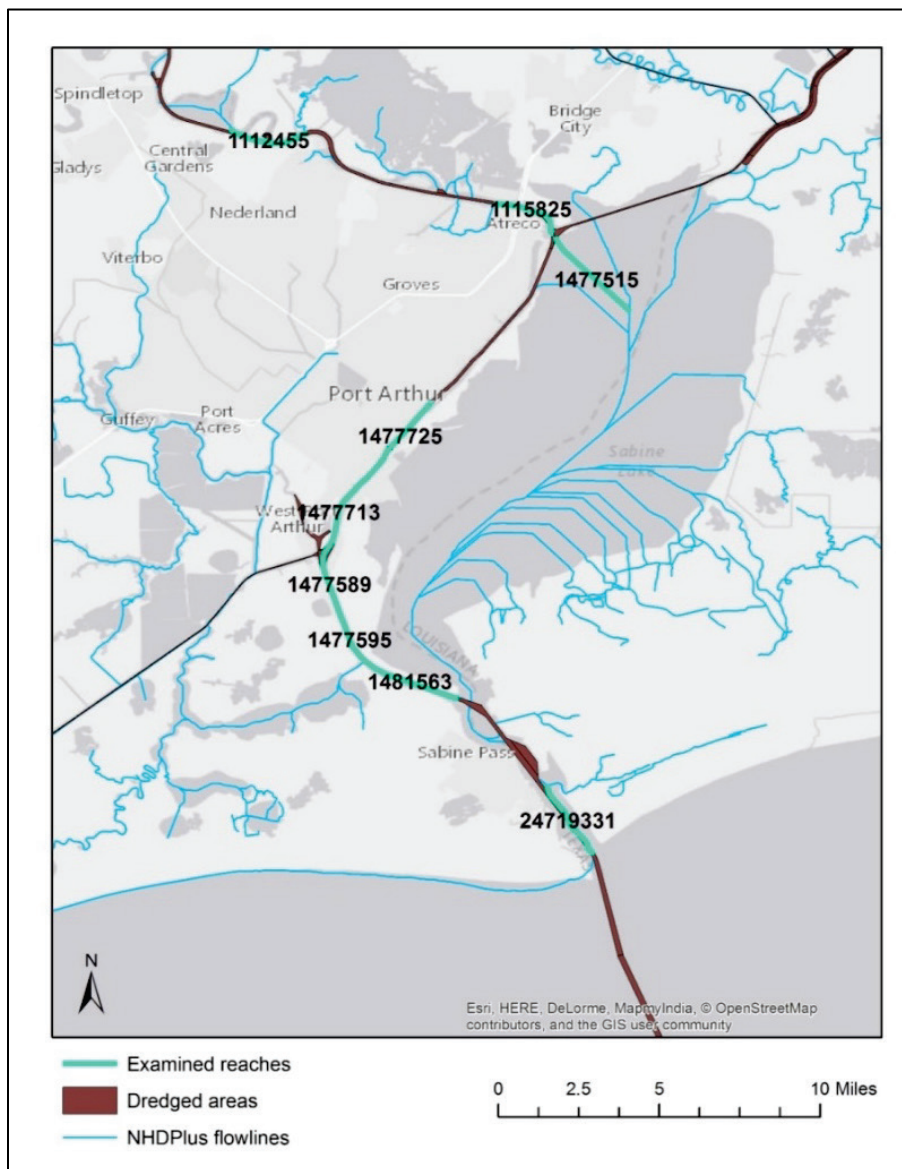 Spindletop
Bridge
City
1112455
Central
Gardens
Gladys
Nederland
1115825
Atreco
Viterbo
1477515
Groves
Port Arthur
Guffey
Port
Acres
1477725
Sabine
Lake
1477713
West
Arthur
1477589
1477595
LOUISIANA
1481563
Sabine Pass
24719331
TEXAS
N
Esri, HERE, DeLorme, MapmyIndia, © OpenStreetMap
contributors, and the GIS user community
Examined reaches
Dredged areas
NHDPlus flowlines
0 2.5 5 10 Miles